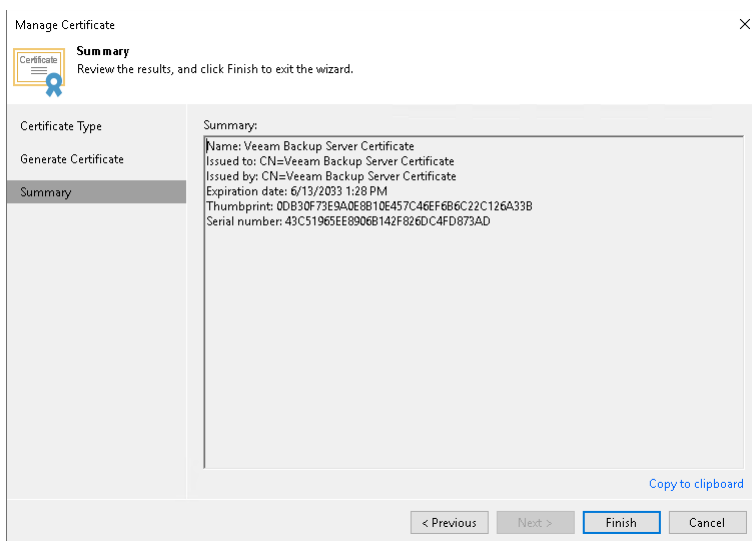 Manage Certificate
Certificate
Summary
Review the results, and click Finish to exit the wizard.
Certificate Type
Generate Certificate
Summary
Summary:
Name: Veeam Backup Server Certificate
Issued to: CN=Veeam Backup Server Certificate
Issued by: CN=Veeam Backup Server Certificate
Expiration date: 6/13/2033 1:28 PM
Thumbprint: 0DB30F73E9A0E8B10E457C46EF6B6C22C126A33B
Serial number: 43C51965EE8906B142F826DC4FD873AD
Copy to clipboard
< Previous
Next >
Finish
Cancel